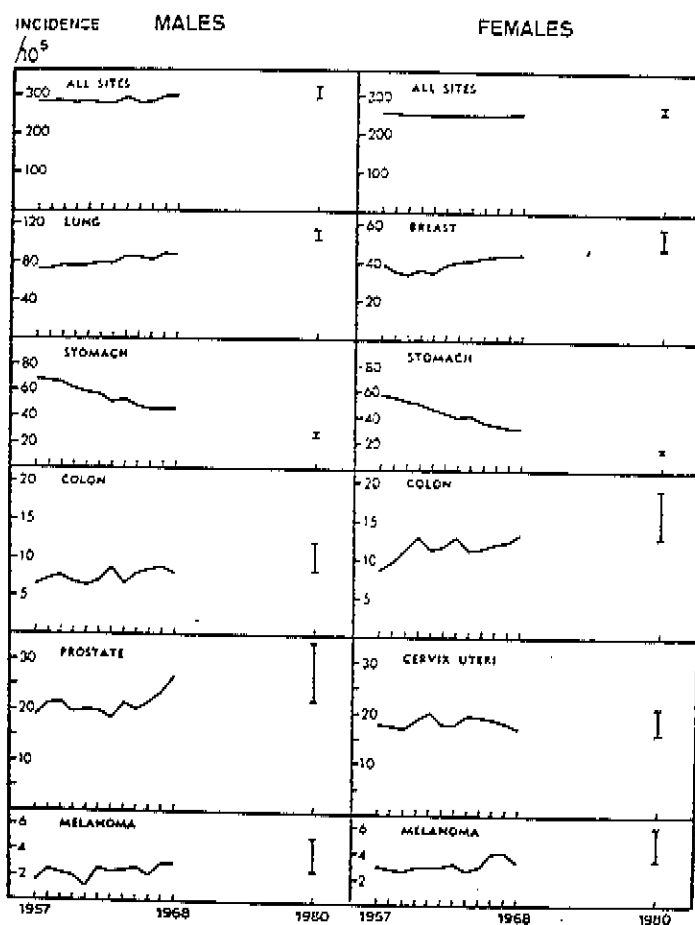 INCIDENCE MALES FEMALES
/10⁵
ALL SITES ALL SITES
300 300
200 200
100 100
LUNG BREAST
120 60
80 40
40 20
STOMACH STOMACH
80 80
60 60
40 40
20 20
COLON COLON
20 20
15 15
10 10
5 5
PROSTATE CERVIX UTERI
30 30
20 20
10 10
MELANOMA MELANOMA
6 6
4 4
2 2
1957 1968 1980 1957 1968 1980